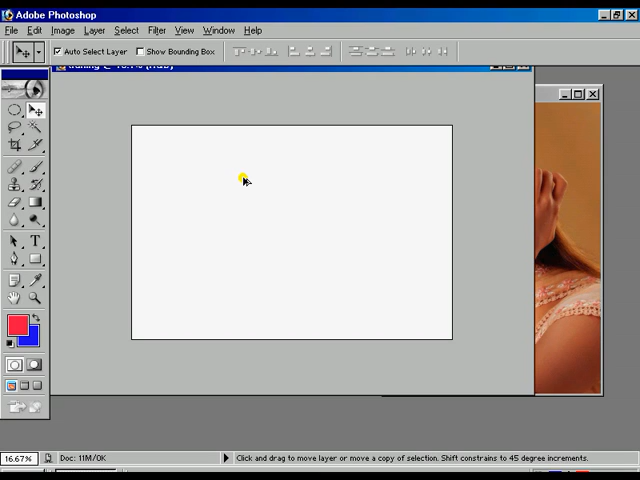 Adobe Photoshop
File Edit Image Layer Select Filter View Window Help
Auto Select Layer Show Bounding Box
16.67% Doc: 11M/0K Click and drag to move layer or move a copy of selection. Shift constrains to 45 degree increments.